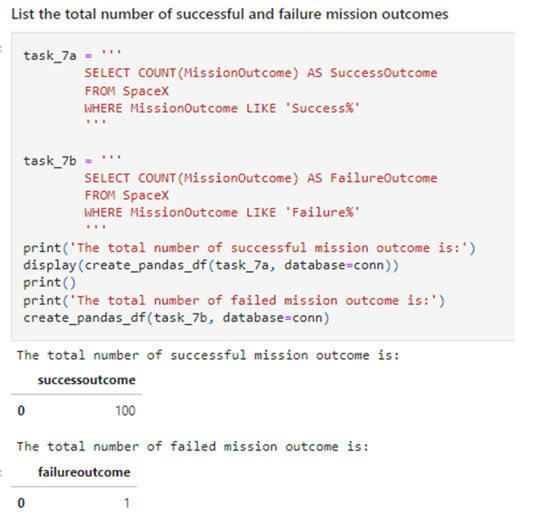 List the total number of successful and failure mission outcomes
task_7a = '''
SELECT COUNT(MissionOutcome) AS SuccessOutcome
FROM SpaceX
WHERE MissionOutcome LIKE 'Success%'
'''
task_7b = '''
SELECT COUNT(MissionOutcome) AS FailureOutcome
FROM SpaceX
WHERE MissionOutcome LIKE 'Failure%'
'''
print('The total number of successful mission outcome is:')
display(create_pandas_df(task_7a, database=conn))
print()
print('The total number of failed mission outcome is:')
create_pandas_df(task_7b, database=conn)
The total number of successful mission outcome is:
successoutcome
0 100
The total number of failed mission outcome is:
failureoutcome
0 1